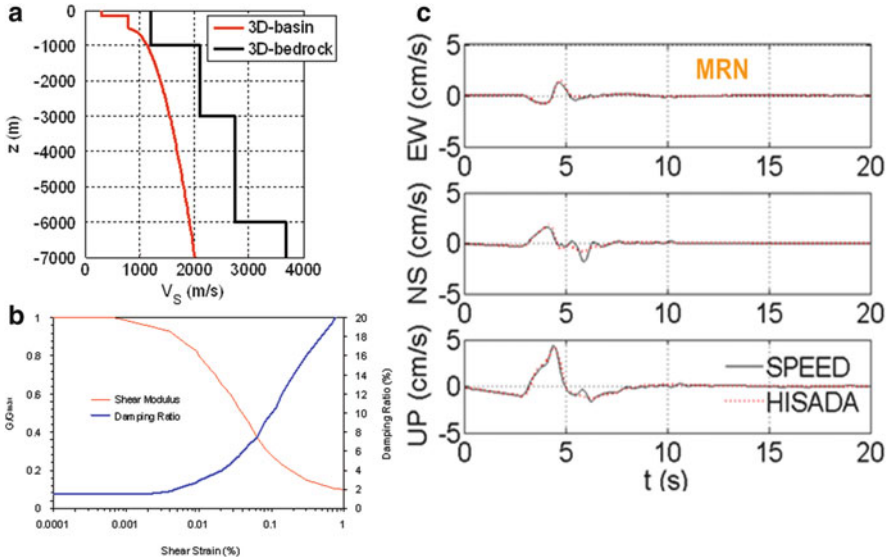 a
3D-basin
3D-bedrock
0
-1000
-2000
-3000
-4000
-5000
-6000
-7000
z (m)
0 1000 2000 3000 4000
V_S (m/s)
b
1
0.8
0.6
0.4
0.2
0
20
18
16
14
12
10
8
6
4
2
0
Shear Modulus
Damping Ratio
Damping Ratio (%)
0.0001 0.001 0.01 0.1 1
Shear Strain (%)
c
MRN
5
0
-5
EW (cm/s)
0 5 10 15 20
5
0
-5
NS (cm/s)
0 5 10 15 20
5
0
-5
UP (cm/s)
SPEED
HISADA
0 5 10 15 20
t (s)